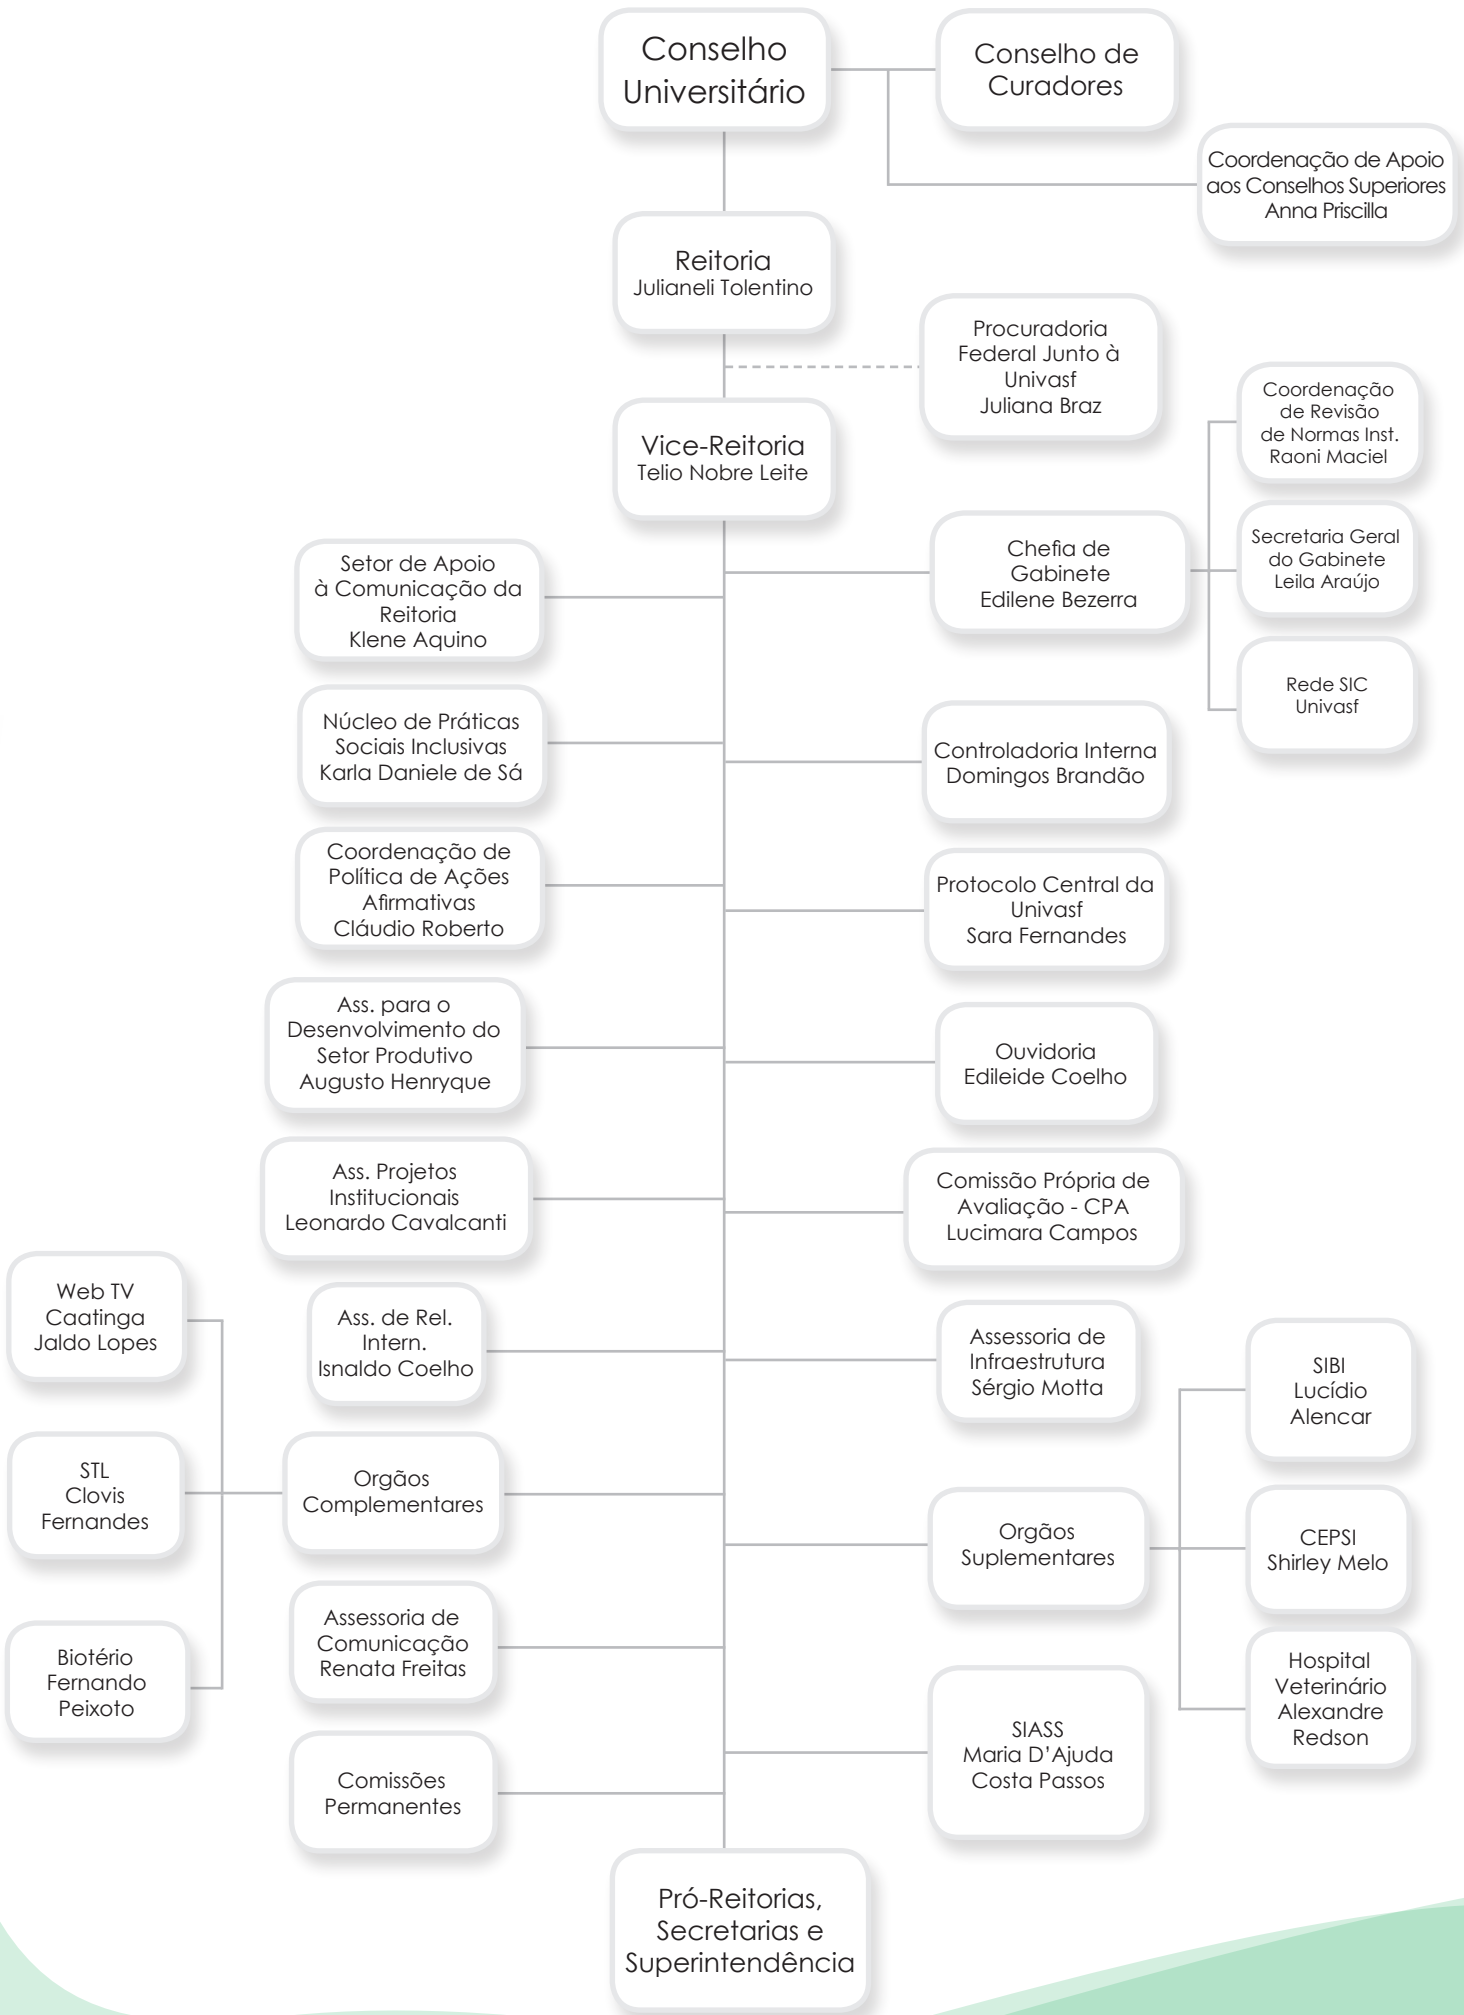 Conselho
Universitário
Conselho de
Curadores
Coordenação de Apoio
aos Conselhos Superiores
Anna Priscilla
Reitoria
Julianeli Tolentino
Procuradoria
Federal Junto à
Univasf
Juliana Braz
Vice-Reitoria
Telio Nobre Leite
Coordenação
de Revisão
de Normas Inst.
Raoni Maciel
Chefia de
Gabinete
Edilene Bezerra
Secretaria Geral
do Gabinete
Leila Araújo
Rede SIC
Univasf
Setor de Apoio
à Comunicação da
Reitoria
Klene Aquino
Núcleo de Práticas
Sociais Inclusivas
Karla Daniele de Sá
Controladoria Interna
Domingos Brandão
Coordenação de
Política de Ações
Afirmativas
Cláudio Roberto
Protocolo Central da
Univasf
Sara Fernandes
Ass. para o
Desenvolvimento do
Setor Produtivo
Augusto Henryque
Ouvidoria
Edileide Coelho
Ass. Projetos
Institucionais
Leonardo Cavalcanti
Comissão Própria de
Avaliação - CPA
Lucimara Campos
Web TV
Caatinga
Jaldo Lopes
Ass. de Rel.
Intern.
Isnaldo Coelho
Assessoria de
Infraestrutura
Sérgio Motta
SIBI
Lucídio
Alencar
STL
Clovis
Fernandes
Orgãos
Complementares
Orgãos
Suplementares
CEPSI
Shirley Melo
Biotério
Fernando
Peixoto
Assessoria de
Comunicação
Renata Freitas
Hospital
Veterinário
Alexandre
Redson
SIASS
Maria D’Ajuda
Costa Passos
Comissões
Permanentes
Pró-Reitorias,
Secretarias e
Superintendência